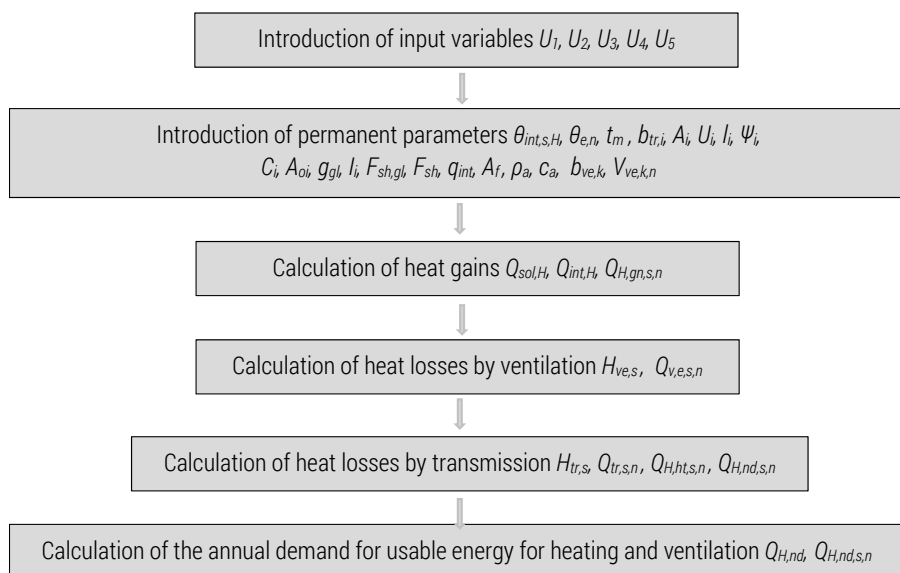 Introduction of input variables U₁, U₂, U₃, U₄, U₅
Introduction of permanent parameters θint,s,H, θe,n, tm , btr,i, Ai, Ui, li, Ψi,
Ci, Aoi, ggl, Ii, Fsh,gl, Fsh, qint, Af, ρa, ca, bve,k, Vve,k,n
Calculation of heat gains Qsol,H, Qint,H, QH,gn,s,n
Calculation of heat losses by ventilation Hve,s, Qv,e,s,n
Calculation of heat losses by transmission Htr,s, Qtr,s,n, QH,ht,s,n, QH,nd,s,n
Calculation of the annual demand for usable energy for heating and ventilation QH,nd, QH,nd,s,n